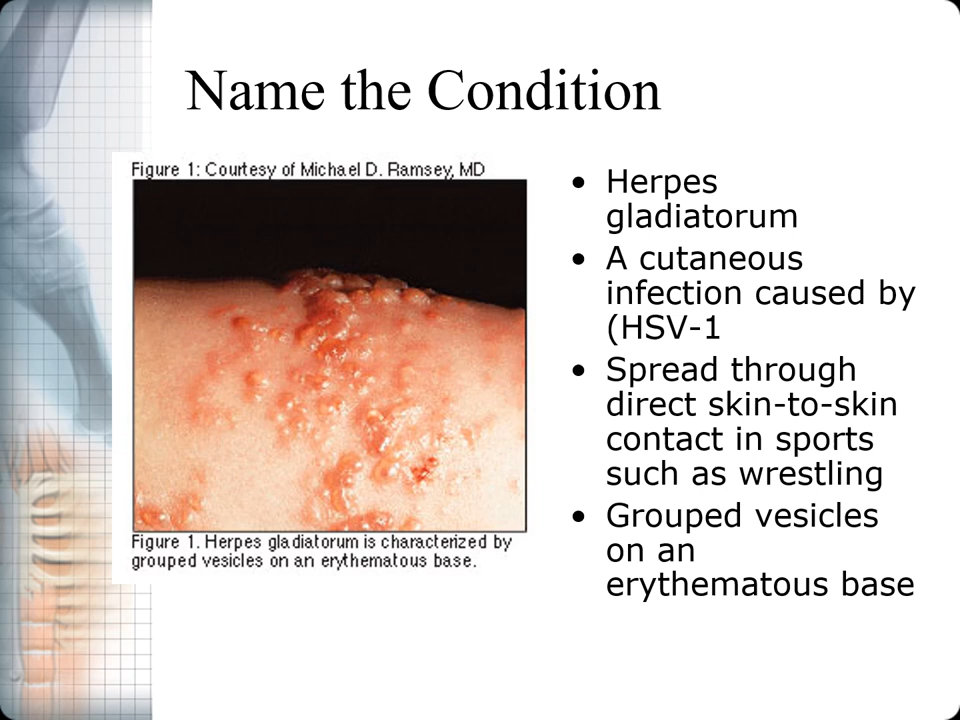 Name the Condition
Figure 1: Courtesy of Michael D. Ramsey, MD
Figure 1. Herpes gladiatorum is characterized by
grouped vesicles on an erythematous base.
• Herpes
gladiatorum
• A cutaneous
infection caused by
(HSV-1
• Spread through
direct skin-to-skin
contact in sports
such as wrestling
• Grouped vesicles
on an
erythematous base